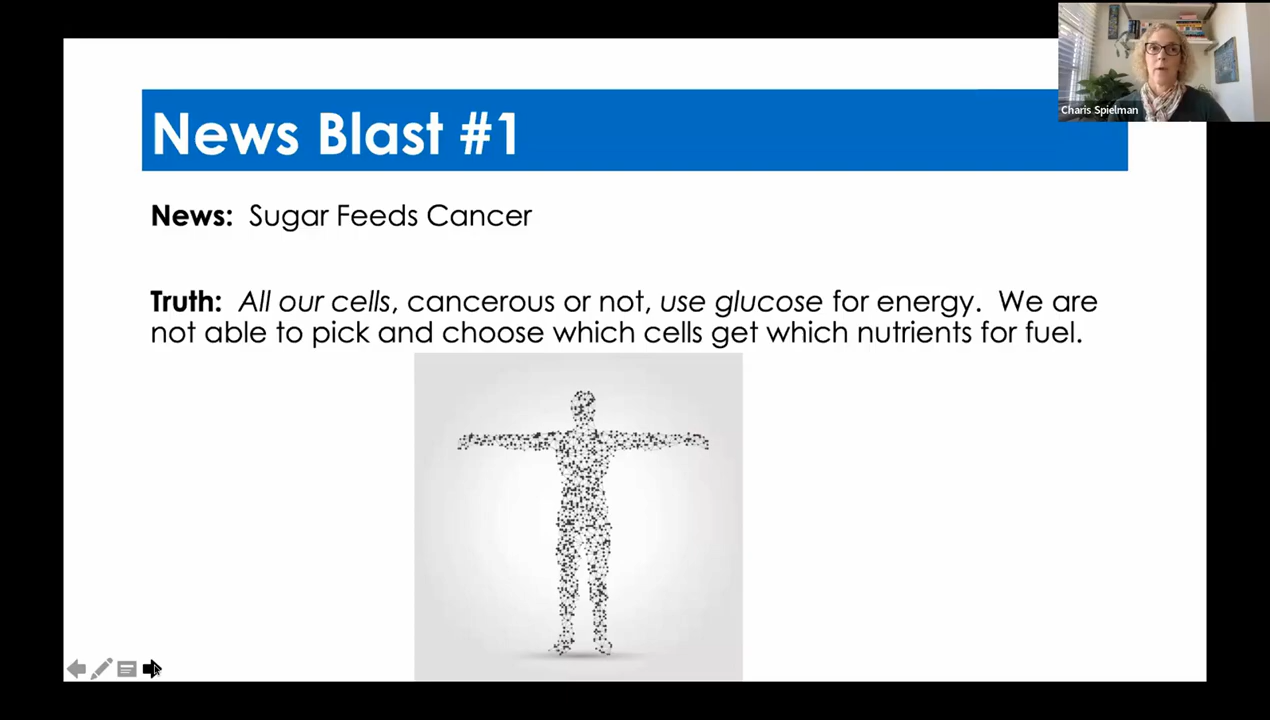 News Blast #1
Charis Spielman
News: Sugar Feeds Cancer
Truth: All our cells, cancerous or not, use glucose for energy. We are
not able to pick and choose which cells get which nutrients for fuel.